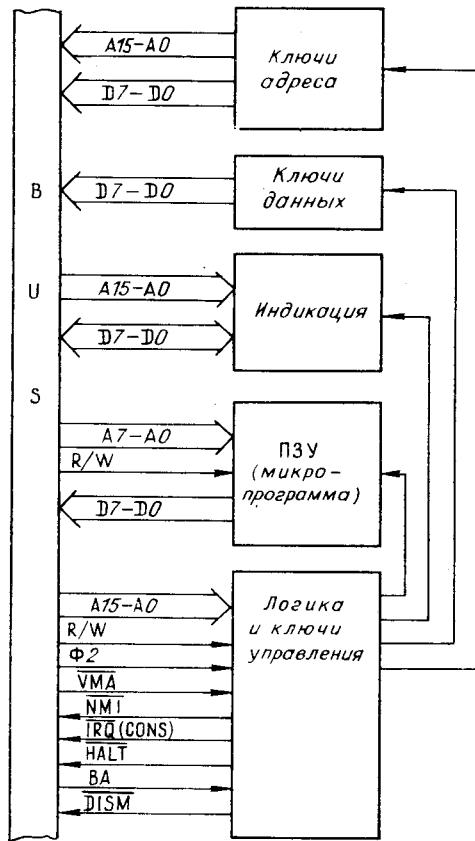 A15-A0
Ключи
адреса
D7-D0
B
D7-D0
Ключи
данных
U
A15-A0
Индикация
D7-D0
S
A7-A0
ПЗУ
R/W
(микро-
программа)
D7-D0
A15-A0
Логика
и ключи
управления
R/W
Ф2
VMA
NMI
IRQ(CONS)
HALT
BA
DISM